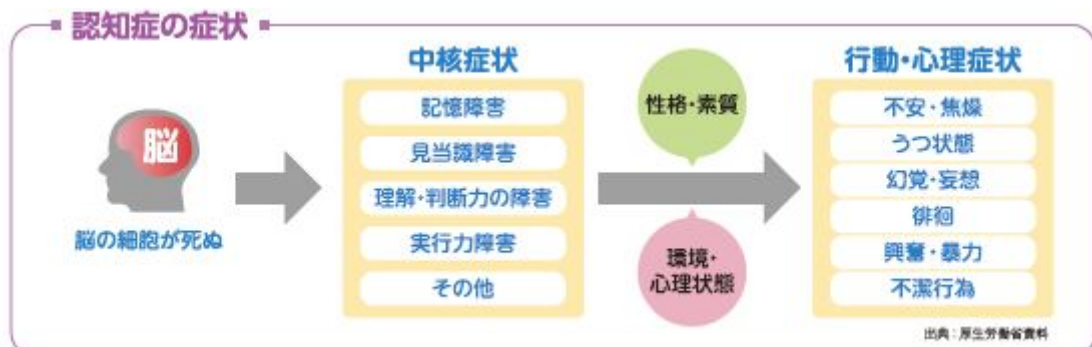 認知症の症状
脳
脳の細胞が死ぬ
中核症状
記憶障害
見当識障害
理解・判断力の障害
実行力障害
その他
性格・素質
環境・
心理状態
行動・心理症状
不安・焦燥
うつ状態
幻覚・妄想
徘徊
興奮・暴力
不潔行為
出典：厚生労働省資料